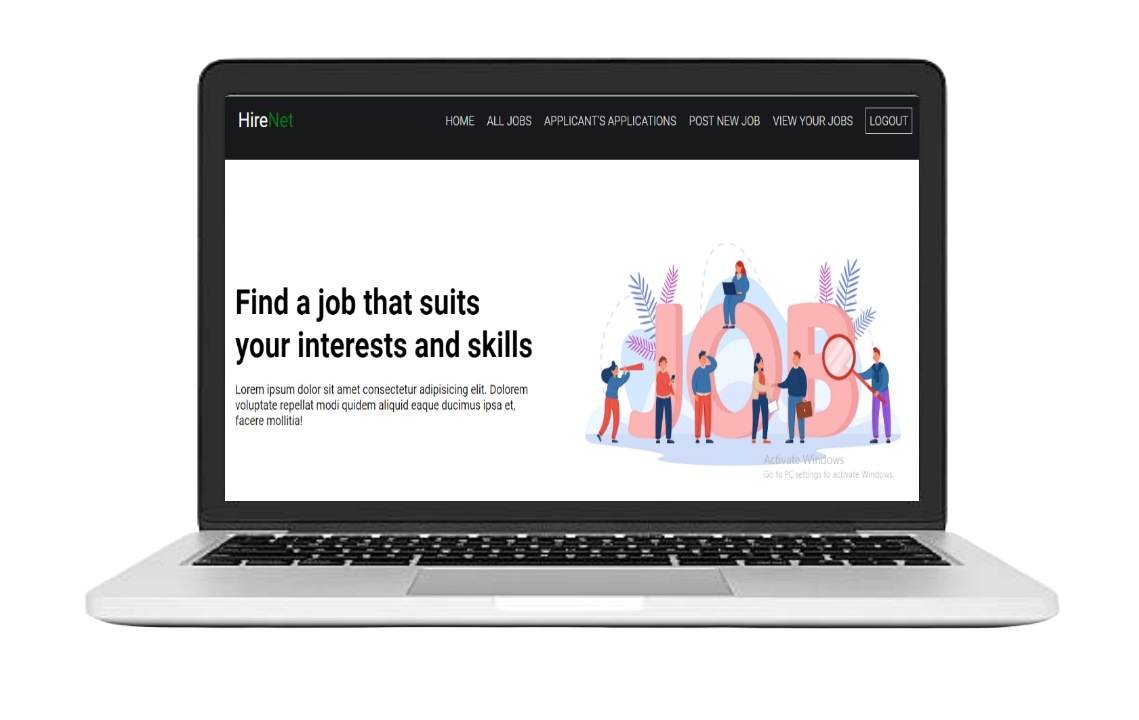 HireNet
HOME ALL JOBS APPLICANT'S APPLICATIONS POST NEW JOB VIEW YOUR JOBS LOGOUT
Find a job that suits
your interests and skills
Lorem ipsum dolor sit amet consectetur adipisicing elit. Dolorem
voluptate repellat modi quidem aliquid eaque ducimus ipsa et,
facere mollitia!
JOB
Activate Windows
Go to PC settings to activate Windows.